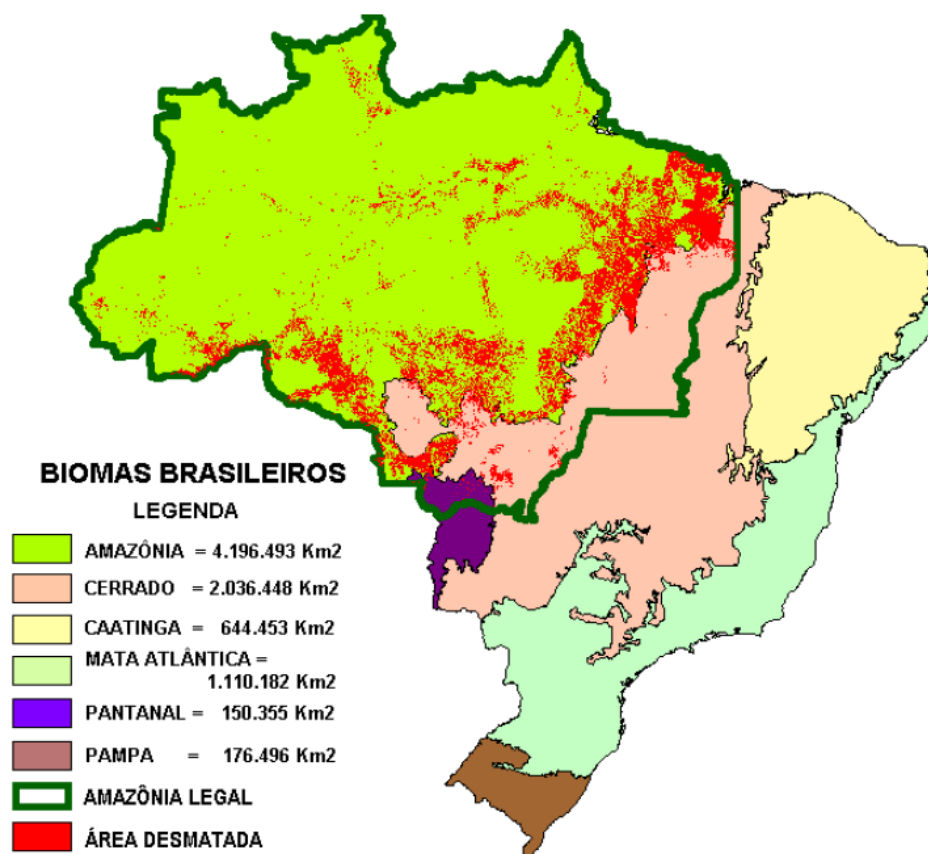 BIOMAS BRASILEIROS
LEGENDA
AMAZÔNIA = 4.196.493 Km2
CERRADO = 2.036.448 Km2
CAATINGA = 644.453 Km2
MATA ATLÂNTICA =
1.110.182 Km2
PANTANAL = 150.355 Km2
PAMPA = 176.496 Km2
AMAZÔNIA LEGAL
ÁREA DESMATADA